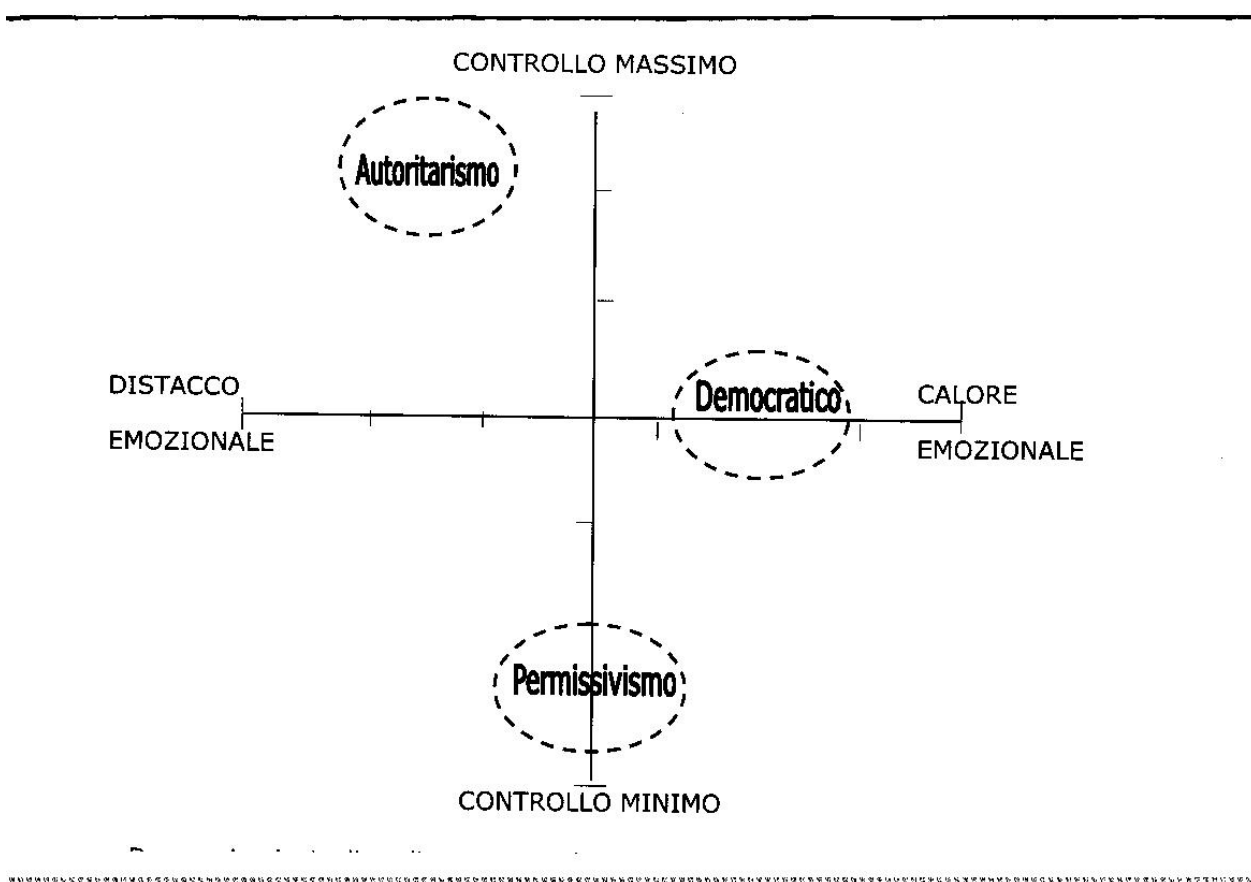 CONTROLLO MASSIMO
Autoritarismo
DISTACCO
EMOZIONALE
Democratico
CALORE
EMOZIONALE
Permissivismo
CONTROLLO MINIMO